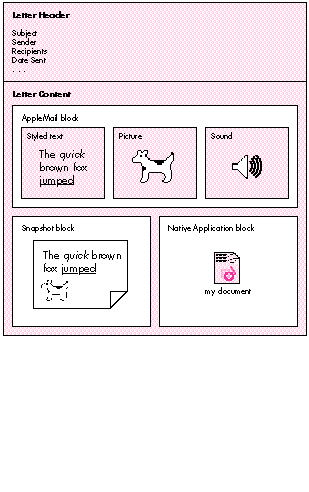 Letter Header
Subject
Sender
Recipients
Date Sent
. . .
Letter Content
AppleMail block
Styled text
Picture
Sound
The quick
brown fox
jumped
Snapshot block
The quick brown
fox jumped
Native Application block
my document